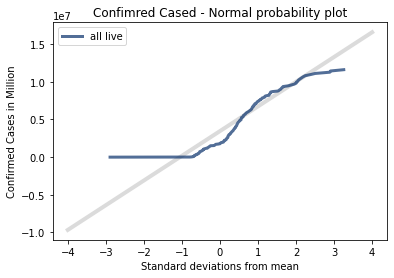 Confimred Cased - Normal probability plot
1e7
all live
1.5
1.0
0.5
0.0
−0.5
−1.0
Confirmed Cases in Million
−4 −3 −2 −1 0 1 2 3 4
Standard deviations from mean